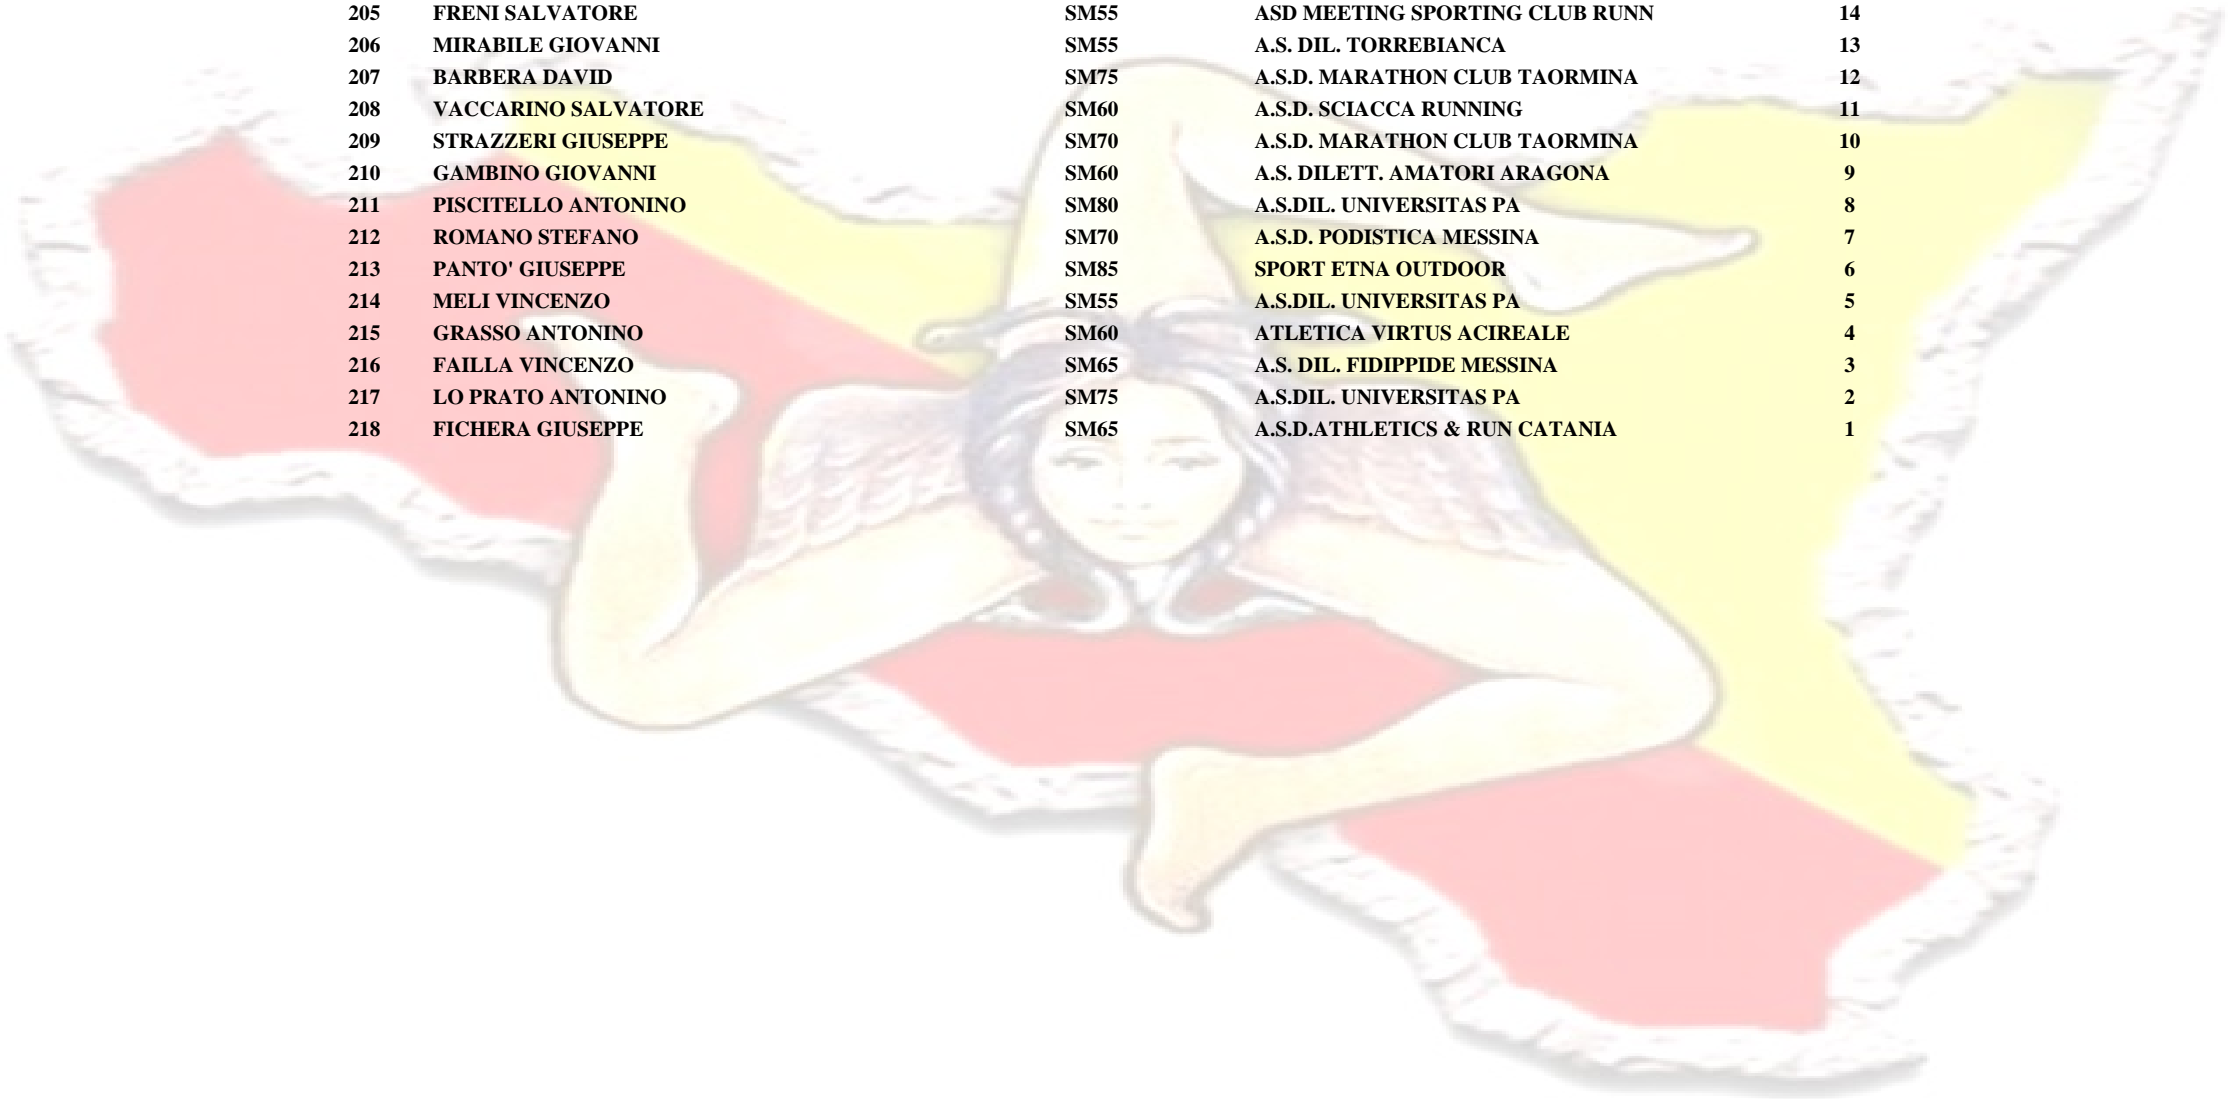 205 FRENI SALVATORE SM55 ASD MEETING SPORTING CLUB RUNN 14
206 MIRABILE GIOVANNI SM55 A.S. DIL. TORREBIANCA 13
207 BARBERA DAVID SM75 A.S.D. MARATHON CLUB TAORMINA 12
208 VACCARINO SALVATORE SM60 A.S.D. SCIACCA RUNNING 11
209 STRAZZERI GIUSEPPE SM70 A.S.D. MARATHON CLUB TAORMINA 10
210 GAMBINO GIOVANNI SM60 A.S. DILETT. AMATORI ARAGONA 9
211 PISCITELLO ANTONINO SM80 A.S.DIL. UNIVERSITAS PA 8
212 ROMANO STEFANO SM70 A.S.D. PODISTICA MESSINA 7
213 PANTO' GIUSEPPE SM85 SPORT ETNA OUTDOOR 6
214 MELI VINCENZO SM55 A.S.DIL. UNIVERSITAS PA 5
215 GRASSO ANTONINO SM60 ATLETICA VIRTUS ACIREALE 4
216 FAILLA VINCENZO SM65 A.S. DIL. FIDIPPIDE MESSINA 3
217 LO PRATO ANTONINO SM75 A.S.DIL. UNIVERSITAS PA 2
218 FICHERA GIUSEPPE SM65 A.S.D.ATHLETICS & RUN CATANIA 1